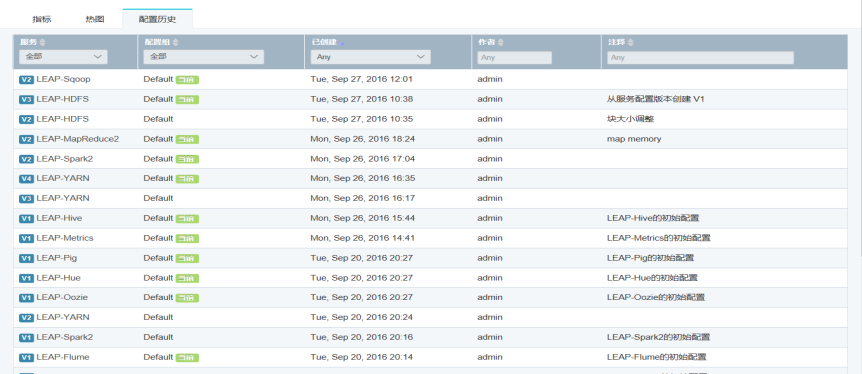 指标 热图 配置历史
服务 配置组 已创建 作者 注释
全部 全部 Any Any Any
V2 LEAP-Sqoop Default 当前 Tue, Sep 27, 2016 12:01 admin
V3 LEAP-HDFS Default 当前 Tue, Sep 27, 2016 10:38 admin 从服务配置版本创建 V1
V2 LEAP-HDFS Default Tue, Sep 27, 2016 10:35 admin 块大小调整
V2 LEAP-MapReduce2 Default 当前 Mon, Sep 26, 2016 18:24 admin map memory
V2 LEAP-Spark2 Default 当前 Mon, Sep 26, 2016 17:04 admin
V4 LEAP-YARN Default 当前 Mon, Sep 26, 2016 16:35 admin
V3 LEAP-YARN Default Mon, Sep 26, 2016 16:17 admin
V1 LEAP-Hive Default 当前 Mon, Sep 26, 2016 15:44 admin LEAP-Hive的初始配置
V1 LEAP-Metrics Default 当前 Mon, Sep 26, 2016 14:41 admin LEAP-Metrics的初始配置
V1 LEAP-Pig Default 当前 Tue, Sep 20, 2016 20:27 admin LEAP-Pig的初始配置
V1 LEAP-Hue Default 当前 Tue, Sep 20, 2016 20:27 admin LEAP-Hue的初始配置
V1 LEAP-Oozie Default 当前 Tue, Sep 20, 2016 20:27 admin LEAP-Oozie的初始配置
V2 LEAP-YARN Default Tue, Sep 20, 2016 20:24 admin
V1 LEAP-Spark2 Default Tue, Sep 20, 2016 20:16 admin LEAP-Spark2的初始配置
V1 LEAP-Flume Default 当前 Tue, Sep 20, 2016 20:14 admin LEAP-Flume的初始配置